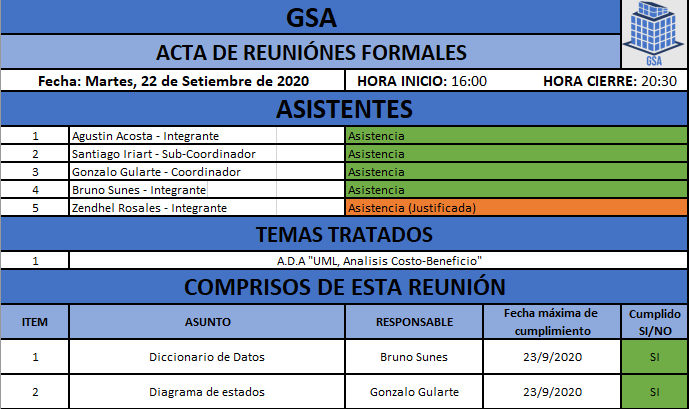 GSA
GSA
ACTA DE REUNIÓNES FORMALES
Fecha: Martes, 22 de Setiembre de 2020 HORA INICIO: 16:00 HORA CIERRE: 20:30
ASISTENTES
1 Agustin Acosta - Integrante Asistencia
2 Santiago Iriart - Sub-Coordinador Asistencia
3 Gonzalo Gularte - Coordinador Asistencia
4 Bruno Sunes - Integrante Asistencia
5 Zendhel Rosales - Integrante Asistencia (Justificada)
TEMAS TRATADOS
1 A.D.A "UML, Analisis Costo-Beneficio"
COMPRISOS DE ESTA REUNIÓN
ITEM ASUNTO RESPONSABLE Fecha máxima de cumplimiento Cumplido SI/NO
1 Diccionario de Datos Bruno Sunes 23/9/2020 SI
2 Diagrama de estados Gonzalo Gularte 23/9/2020 SI